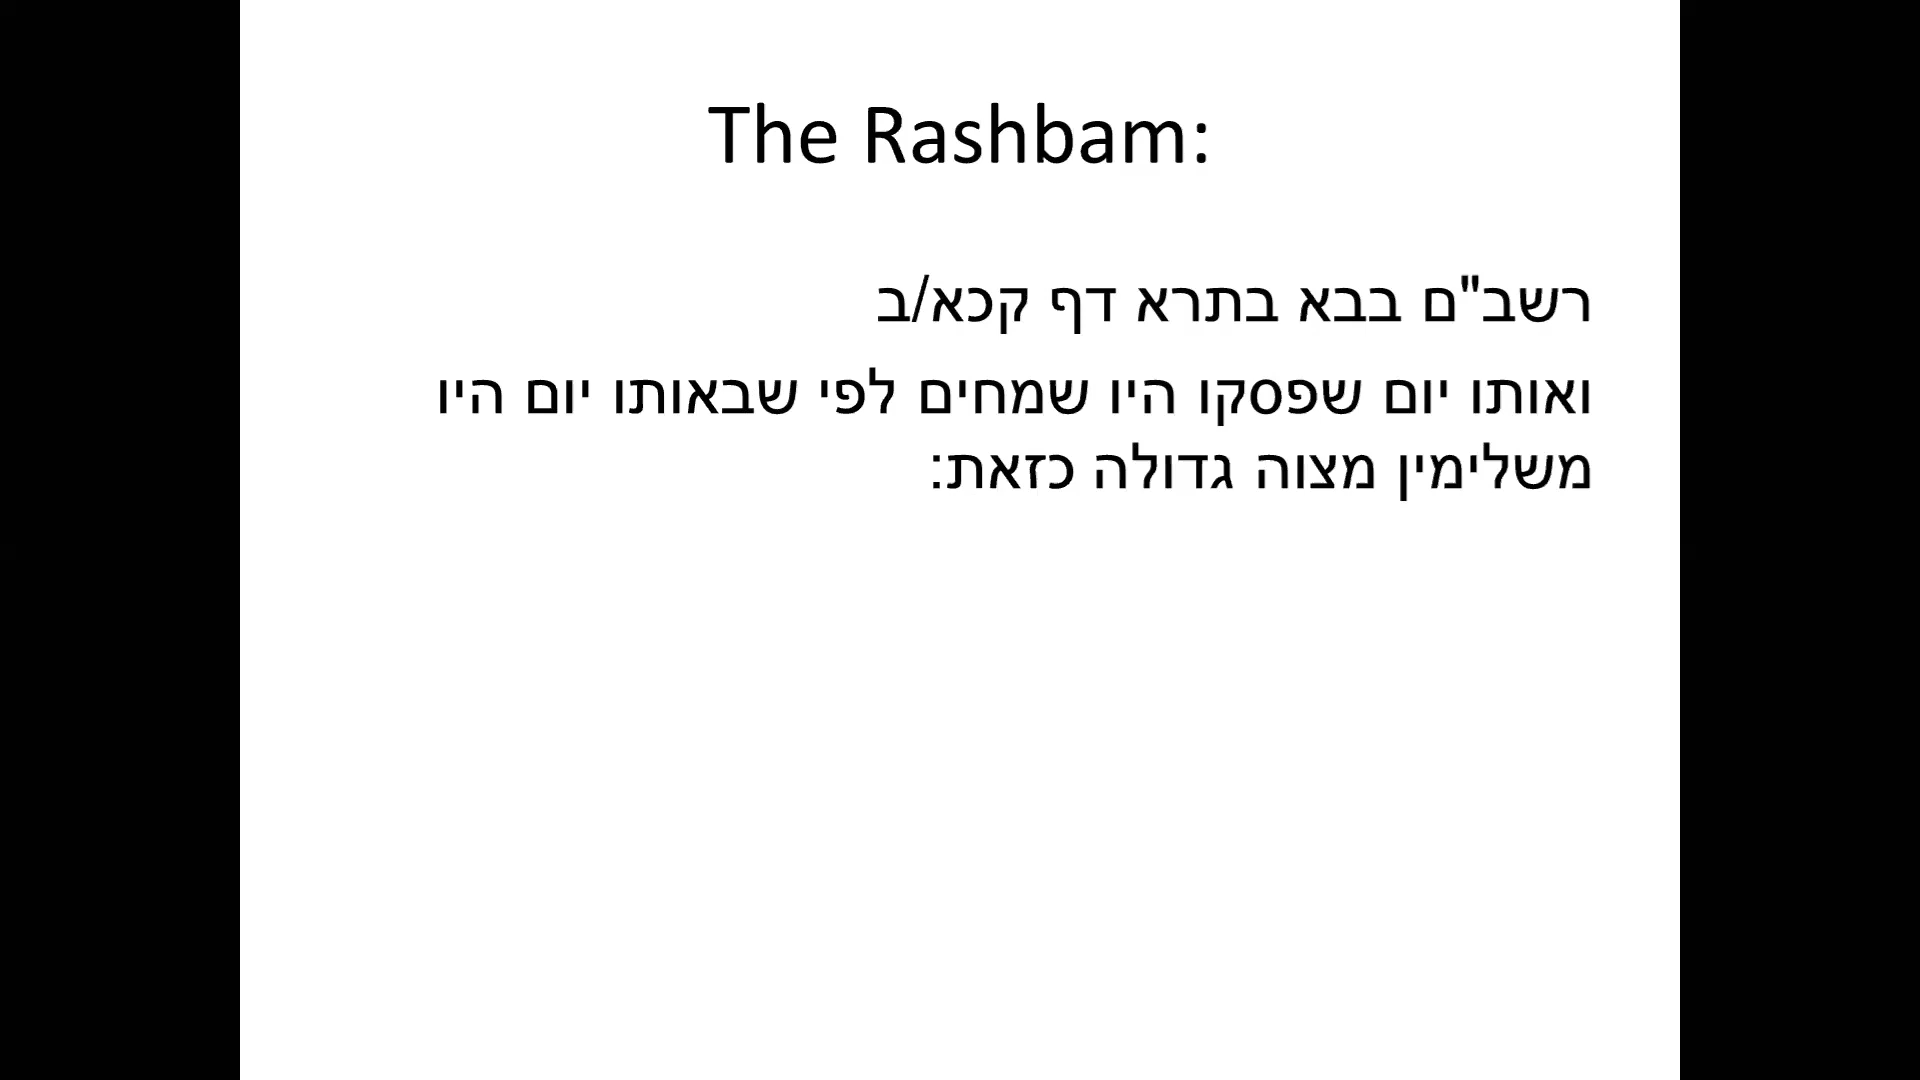 The Rashbam:
רשב"ם בבא בתרא דף קכא/ב
ואותו יום שפסקו היו שמחים לפי שבאותו יום היו
משלימין מצוה גדולה כזאת: